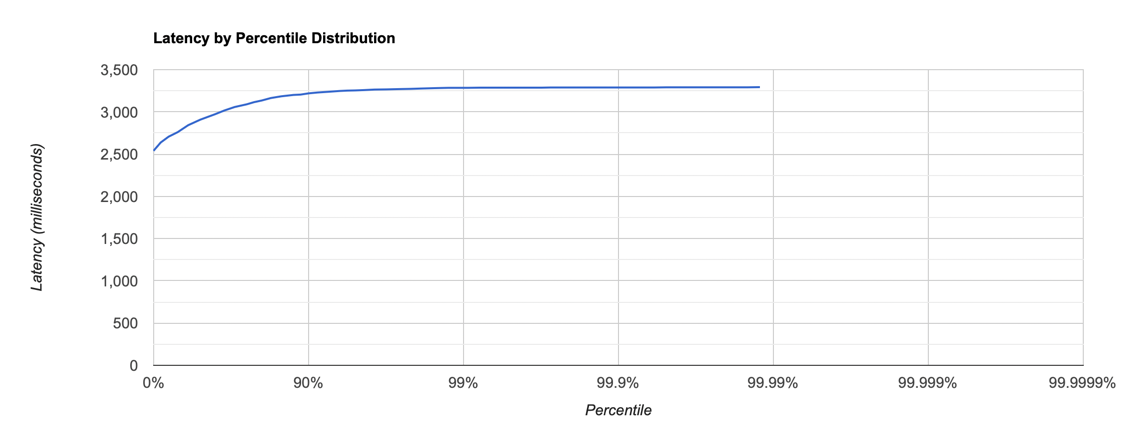 Latency by Percentile Distribution
3,500
3,000
2,500
2,000
1,500
1,000
500
0
Latency (milliseconds)
0% 90% 99% 99.9% 99.99% 99.999% 99.9999%
Percentile